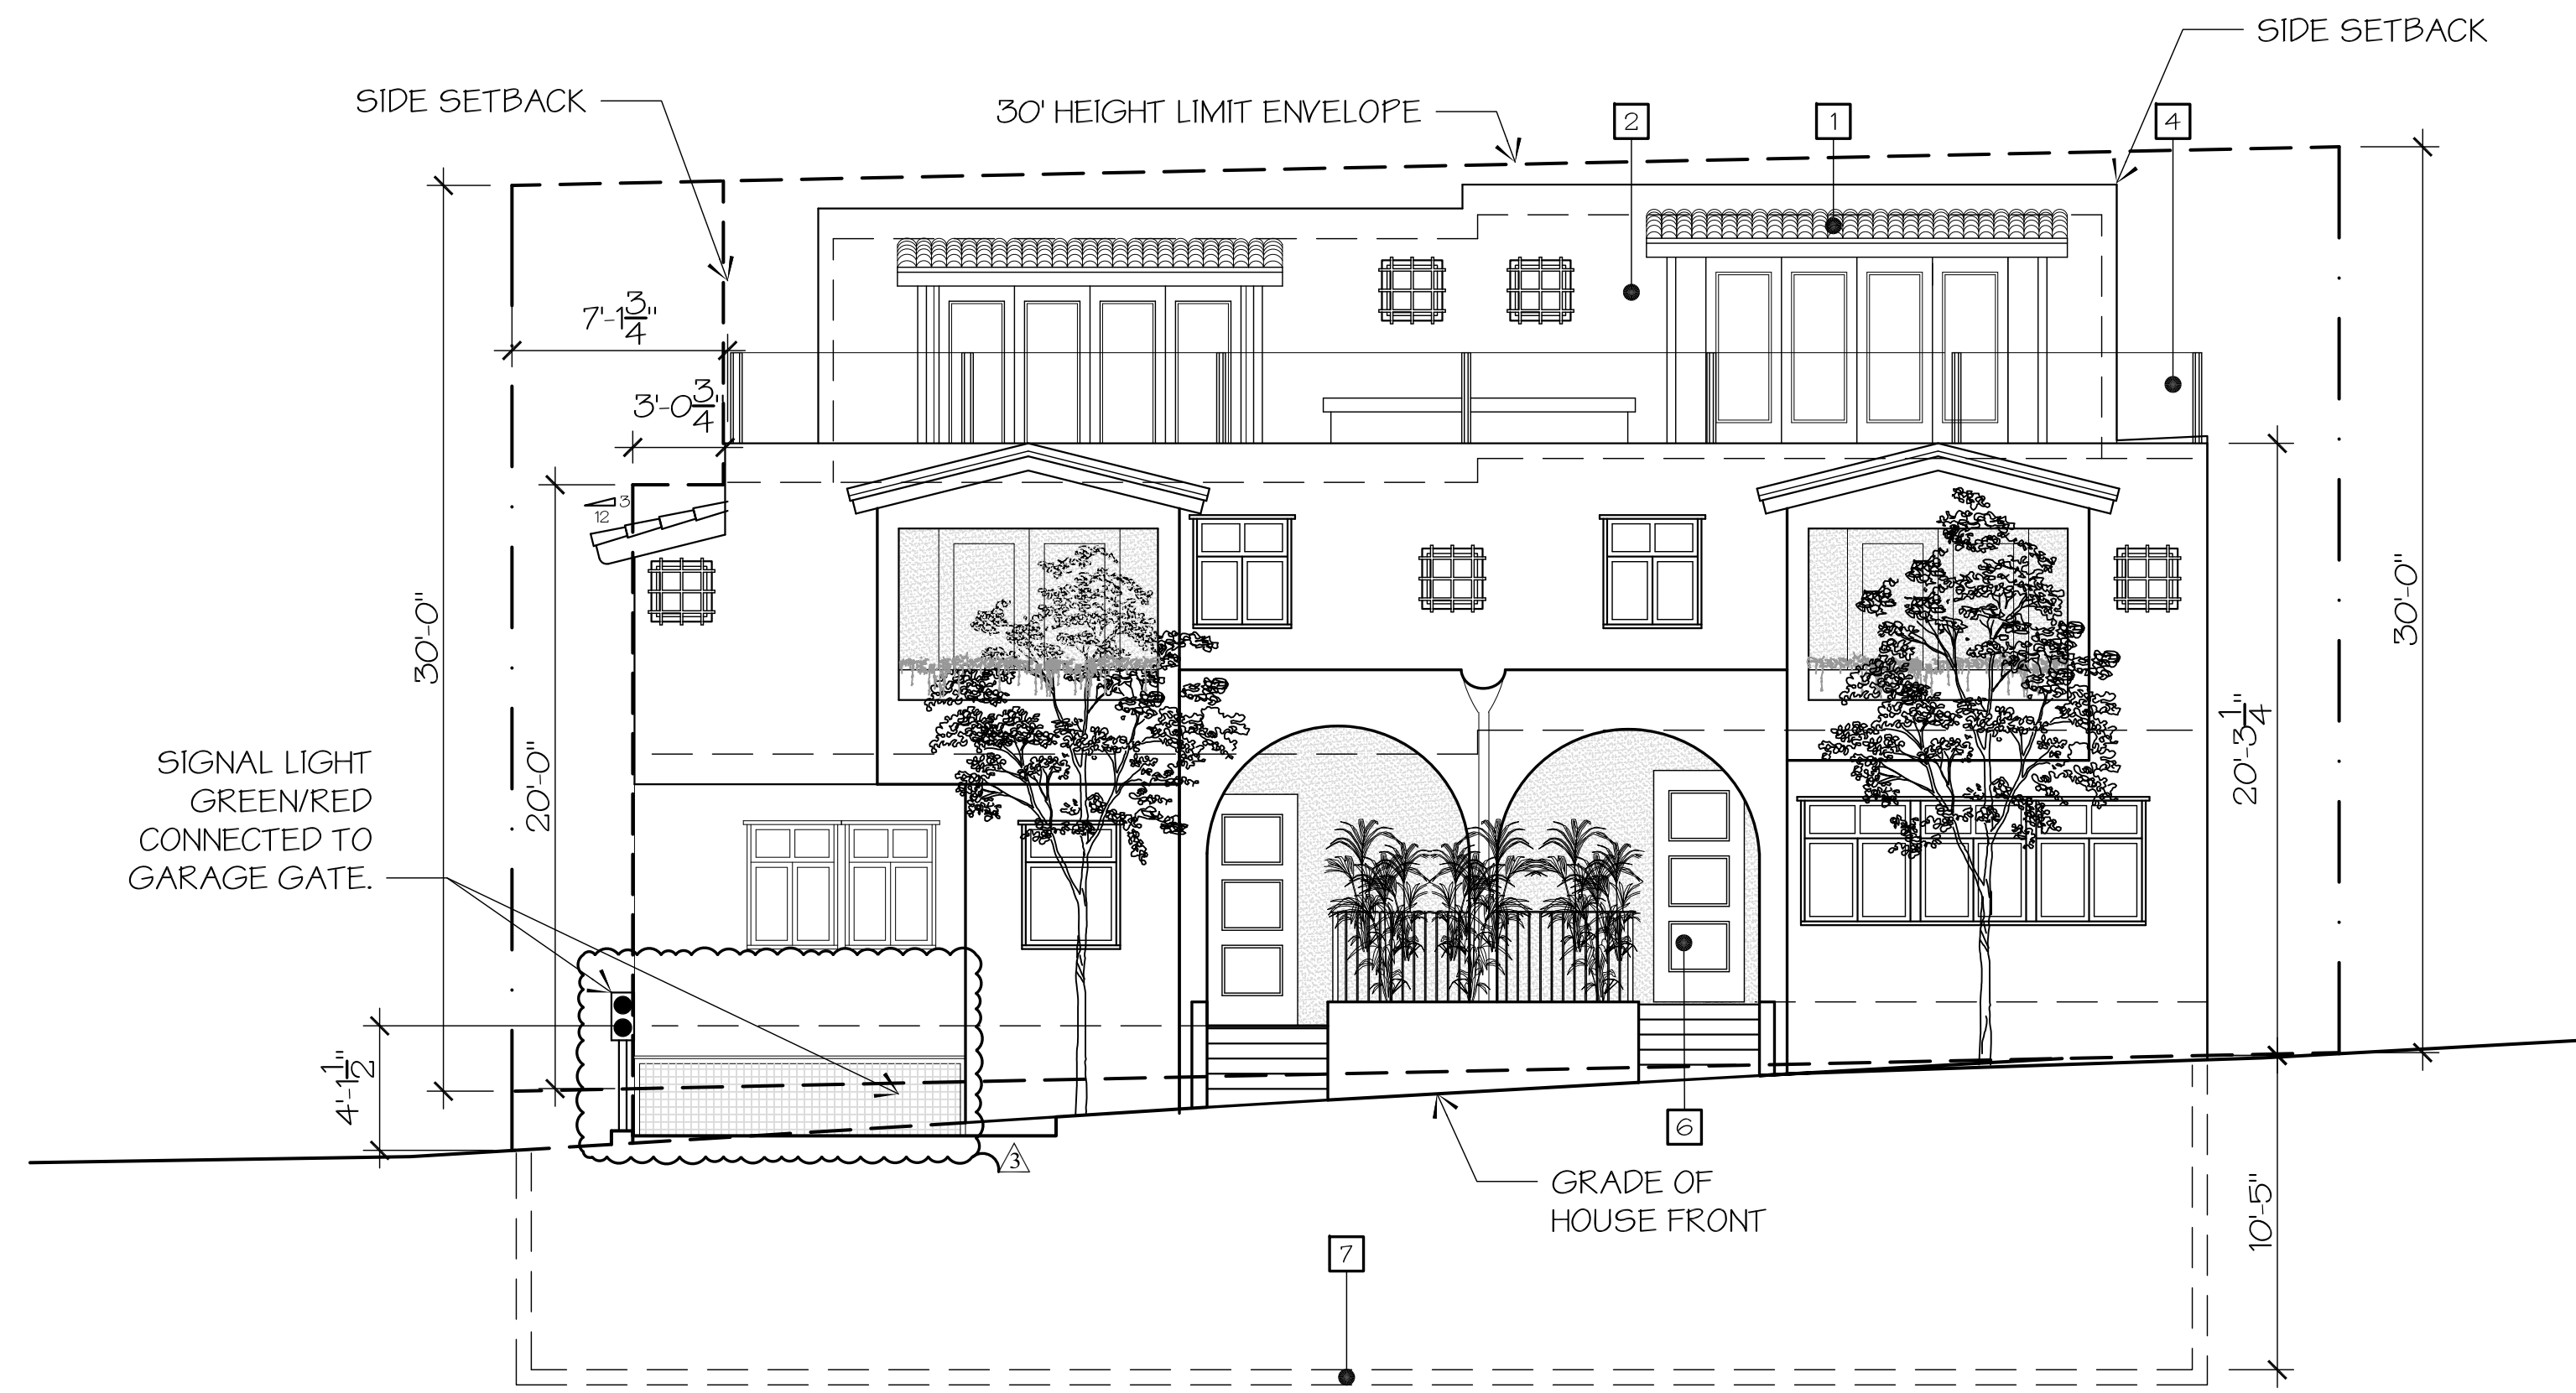 SIDE SETBACK
SIDE SETBACK
30' HEIGHT LIMIT ENVELOPE
2
1
4
7'-1 3/4"
3'-0 3/4"
3
12
30'-0"
20'-0"
30'-0"
20'-3 1/4"
SIGNAL LIGHT
GREEN/RED
CONNECTED TO
GARAGE GATE.
4'-1 1/2"
6
3
GRADE OF
HOUSE FRONT
10'-5"
7